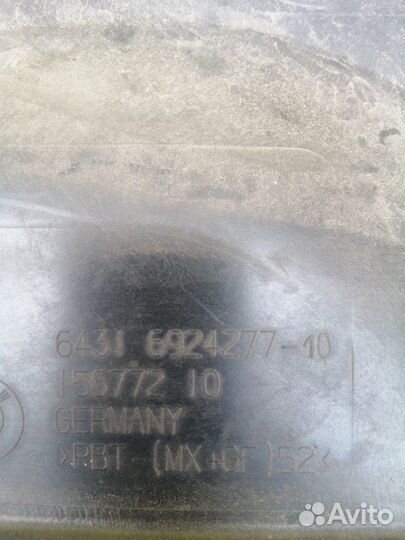 6431 6924277-10
156772 10
GERMANY
>PBT-(MX+GF)52<
Avito